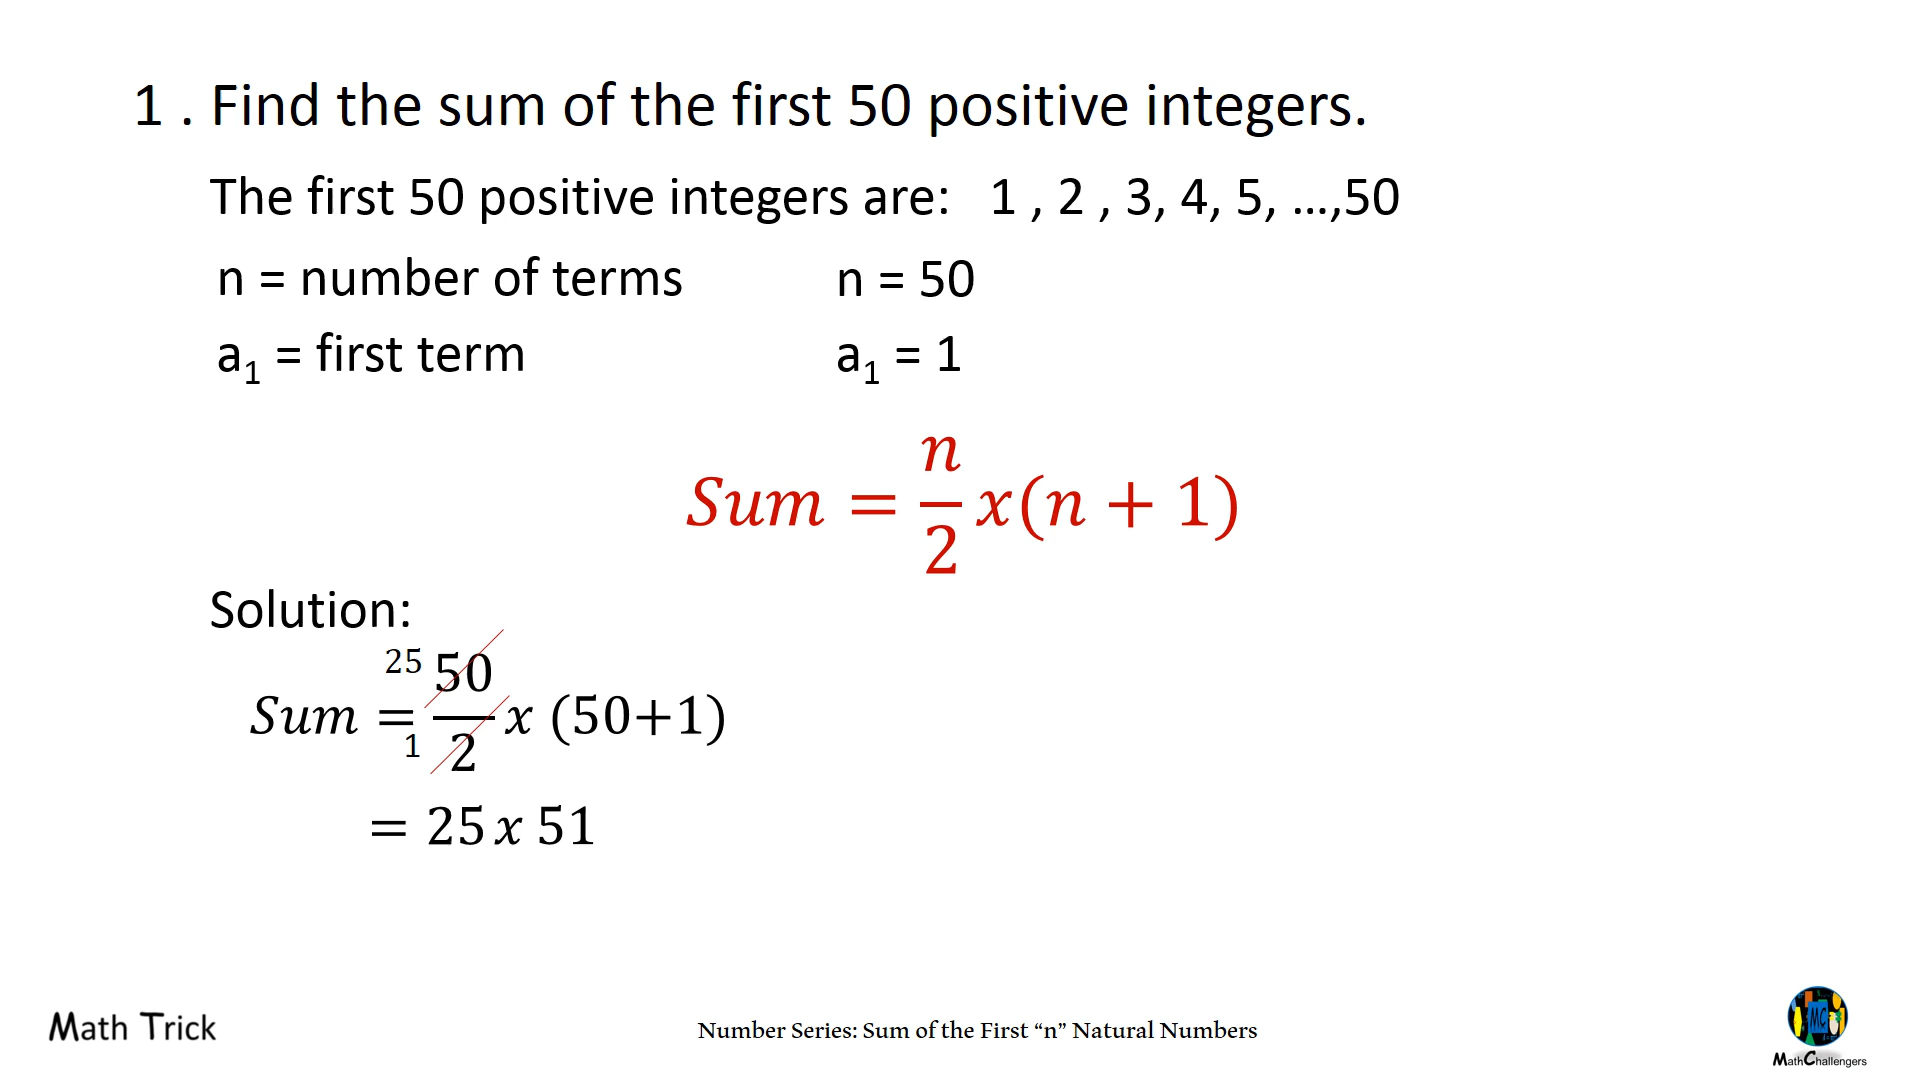 1 . Find the sum of the first 50 positive integers.
The first 50 positive integers are: 1 , 2 , 3, 4, 5, ...,50
n = number of terms n = 50
a₁ = first term a₁ = 1
Sum = n/2 x(n + 1)
Solution:
25 50
Sum = x (50+1)
1 2
= 25 x 51
Math Trick
Number Series: Sum of the First “n” Natural Numbers
MC
MathChallengers